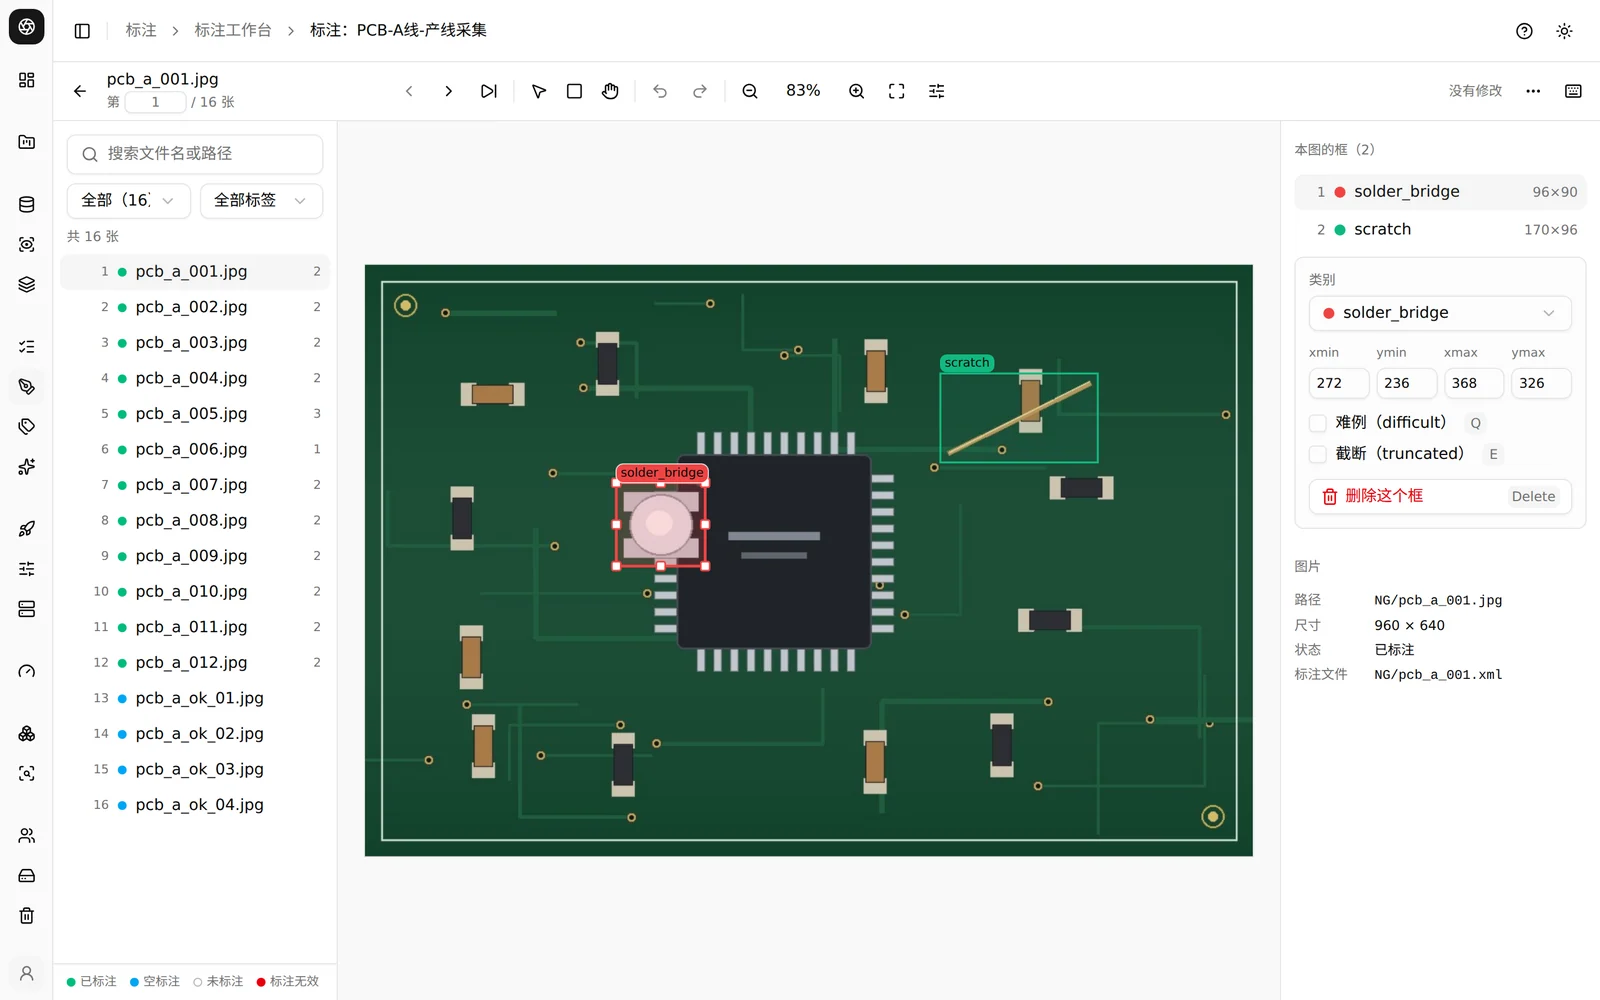 标注
标注工作台
标注：PCB-A线-产线采集
pcb_a_001.jpg
第 1 / 16 张
83%
没有修改
搜索文件名或路径
全部（16）
全部标签
共 16 张
1 pcb_a_001.jpg 2
2 pcb_a_002.jpg 2
3 pcb_a_003.jpg 2
4 pcb_a_004.jpg 2
5 pcb_a_005.jpg 3
6 pcb_a_006.jpg 1
7 pcb_a_007.jpg 2
8 pcb_a_008.jpg 2
9 pcb_a_009.jpg 2
10 pcb_a_010.jpg 2
11 pcb_a_011.jpg 2
12 pcb_a_012.jpg 2
13 pcb_a_ok_01.jpg
14 pcb_a_ok_02.jpg
15 pcb_a_ok_03.jpg
16 pcb_a_ok_04.jpg
已标注 空标注 未标注 标注无效
scratch
solder_bridge
本图的框（2）
1 solder_bridge 96×90
2 scratch 170×96
类别
solder_bridge
xmin ymin xmax ymax
272 236 368 326
难例（difficult） Q
截断（truncated） E
删除这个框 Delete
图片
路径 NG/pcb_a_001.jpg
尺寸 960 × 640
状态 已标注
标注文件 NG/pcb_a_001.xml